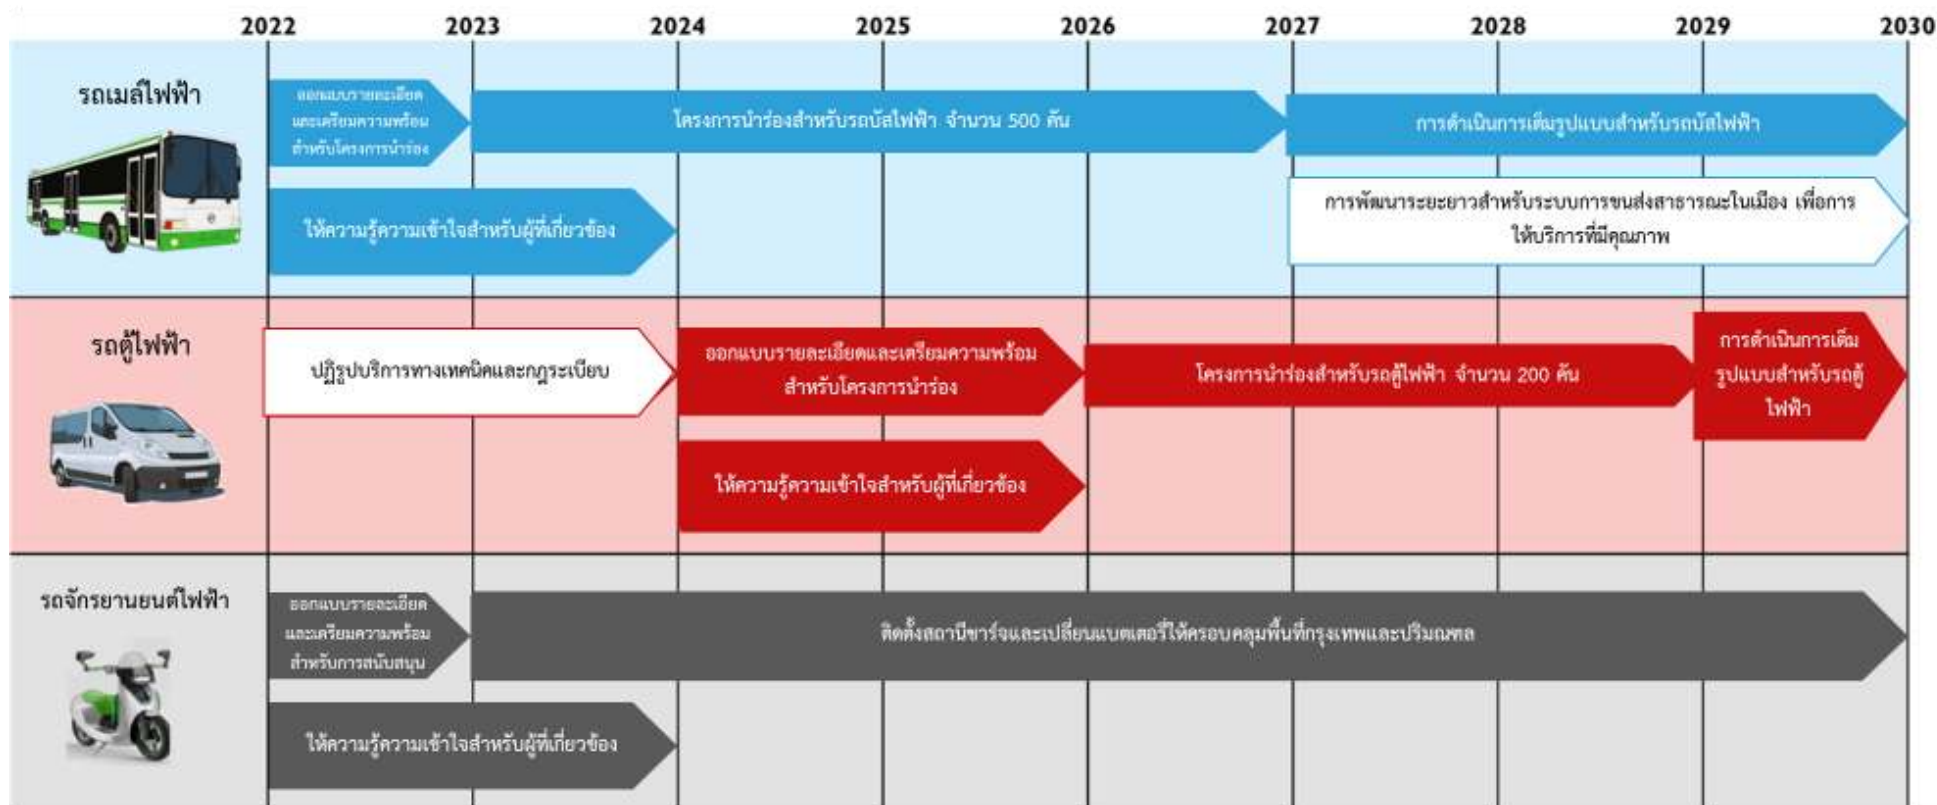 2022 2023 2024 2025 2026 2027 2028 2029 2030
รถเมล์ไฟฟ้า
ออกแบบรายละเอียด
และเตรียมความพร้อม
สำหรับโครงการนำร่อง
โครงการนำร่องสำหรับรถบัสไฟฟ้า จำนวน 500 คัน
การดำเนินการเต็มรูปแบบสำหรับรถบัสไฟฟ้า
ให้ความรู้ความเข้าใจสำหรับผู้ที่เกี่ยวข้อง
การพัฒนาระยะยาวสำหรับระบบการขนส่งสาธารณะในเมือง เพื่อการ
ให้บริการที่มีคุณภาพ
รถตู้ไฟฟ้า
ปฏิรูปบริการทางเทคนิคและกฎระเบียบ
ออกแบบรายละเอียดและเตรียมความพร้อม
สำหรับโครงการนำร่อง
โครงการนำร่องสำหรับรถตู้ไฟฟ้า จำนวน 200 คัน
การดำเนินการเต็ม
รูปแบบสำหรับรถตู้
ไฟฟ้า
ให้ความรู้ความเข้าใจสำหรับผู้ที่เกี่ยวข้อง
รถจักรยานยนต์ไฟฟ้า
ออกแบบรายละเอียด
และเตรียมความพร้อม
สำหรับการสนับสนุน
ติดตั้งสถานีชาร์จและเปลี่ยนแบตเตอรี่ให้ครอบคลุมพื้นที่กรุงเทพและปริมณฑล
ให้ความรู้ความเข้าใจสำหรับผู้ที่เกี่ยวข้อง